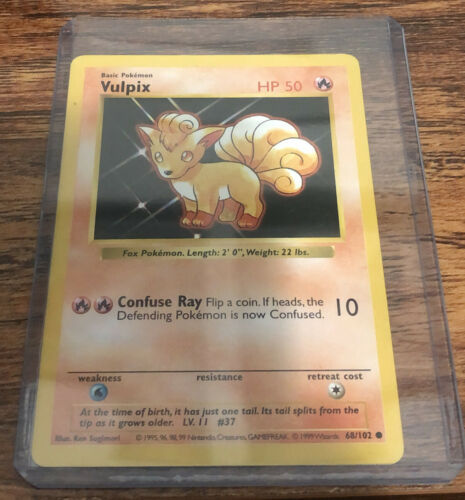 Basic Pokémon
Vulpix HP 50
Fox Pokémon. Length: 2' 0", Weight: 22 lbs.
Confuse Ray Flip a coin. If heads, the 10
Defending Pokémon is now Confused.
weakness resistance retreat cost
At the time of birth, it has just one tail. Its tail splits from the
tip as it grows older. LV. 11 #37
Illus. Ken Sugimori © 1995, 96, 98, 99 Nintendo, Creatures, GAMEFREAK. © 1999 Wizards. 68/102